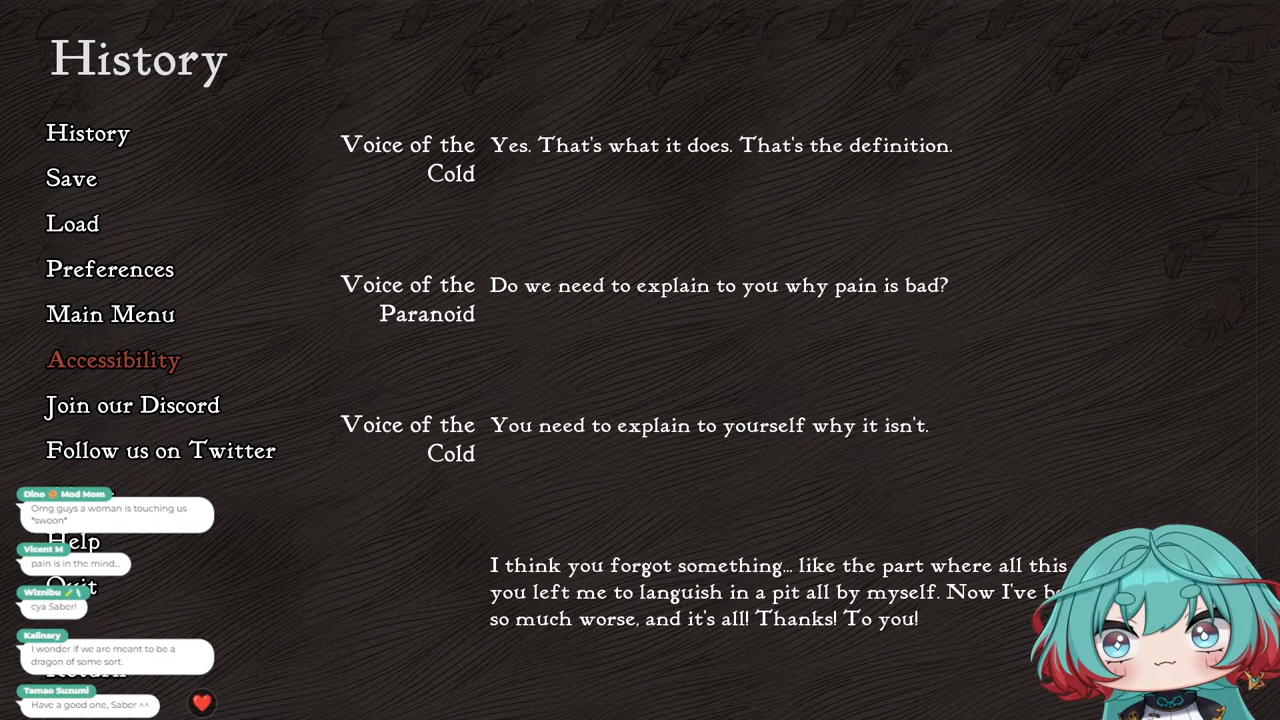 History
History
Save
Load
Preferences
Main Menu
Accessibility
Join our Discord
Follow us on Twitter
Help
Quit
Return
Voice of the
Cold
Yes. That's what it does. That's the definition.
Voice of the
Paranoid
Do we need to explain to you why pain is bad?
Voice of the
Cold
You need to explain to yourself why it isn't.
I think you forgot something... like the part where all this
you left me to languish in a pit all by myself. Now I've
so much worse, and it's all! Thanks! To you!
Dino Mod Mom
Omg guys a woman is touching us
*swoon*
Vicent M
pain is in the mind...
Wiznibu
cya Saber!
Kalinary
I wonder if we are meant to be a
dragon of some sort.
Tamao Suzumi
Have a good one, Saber ^^